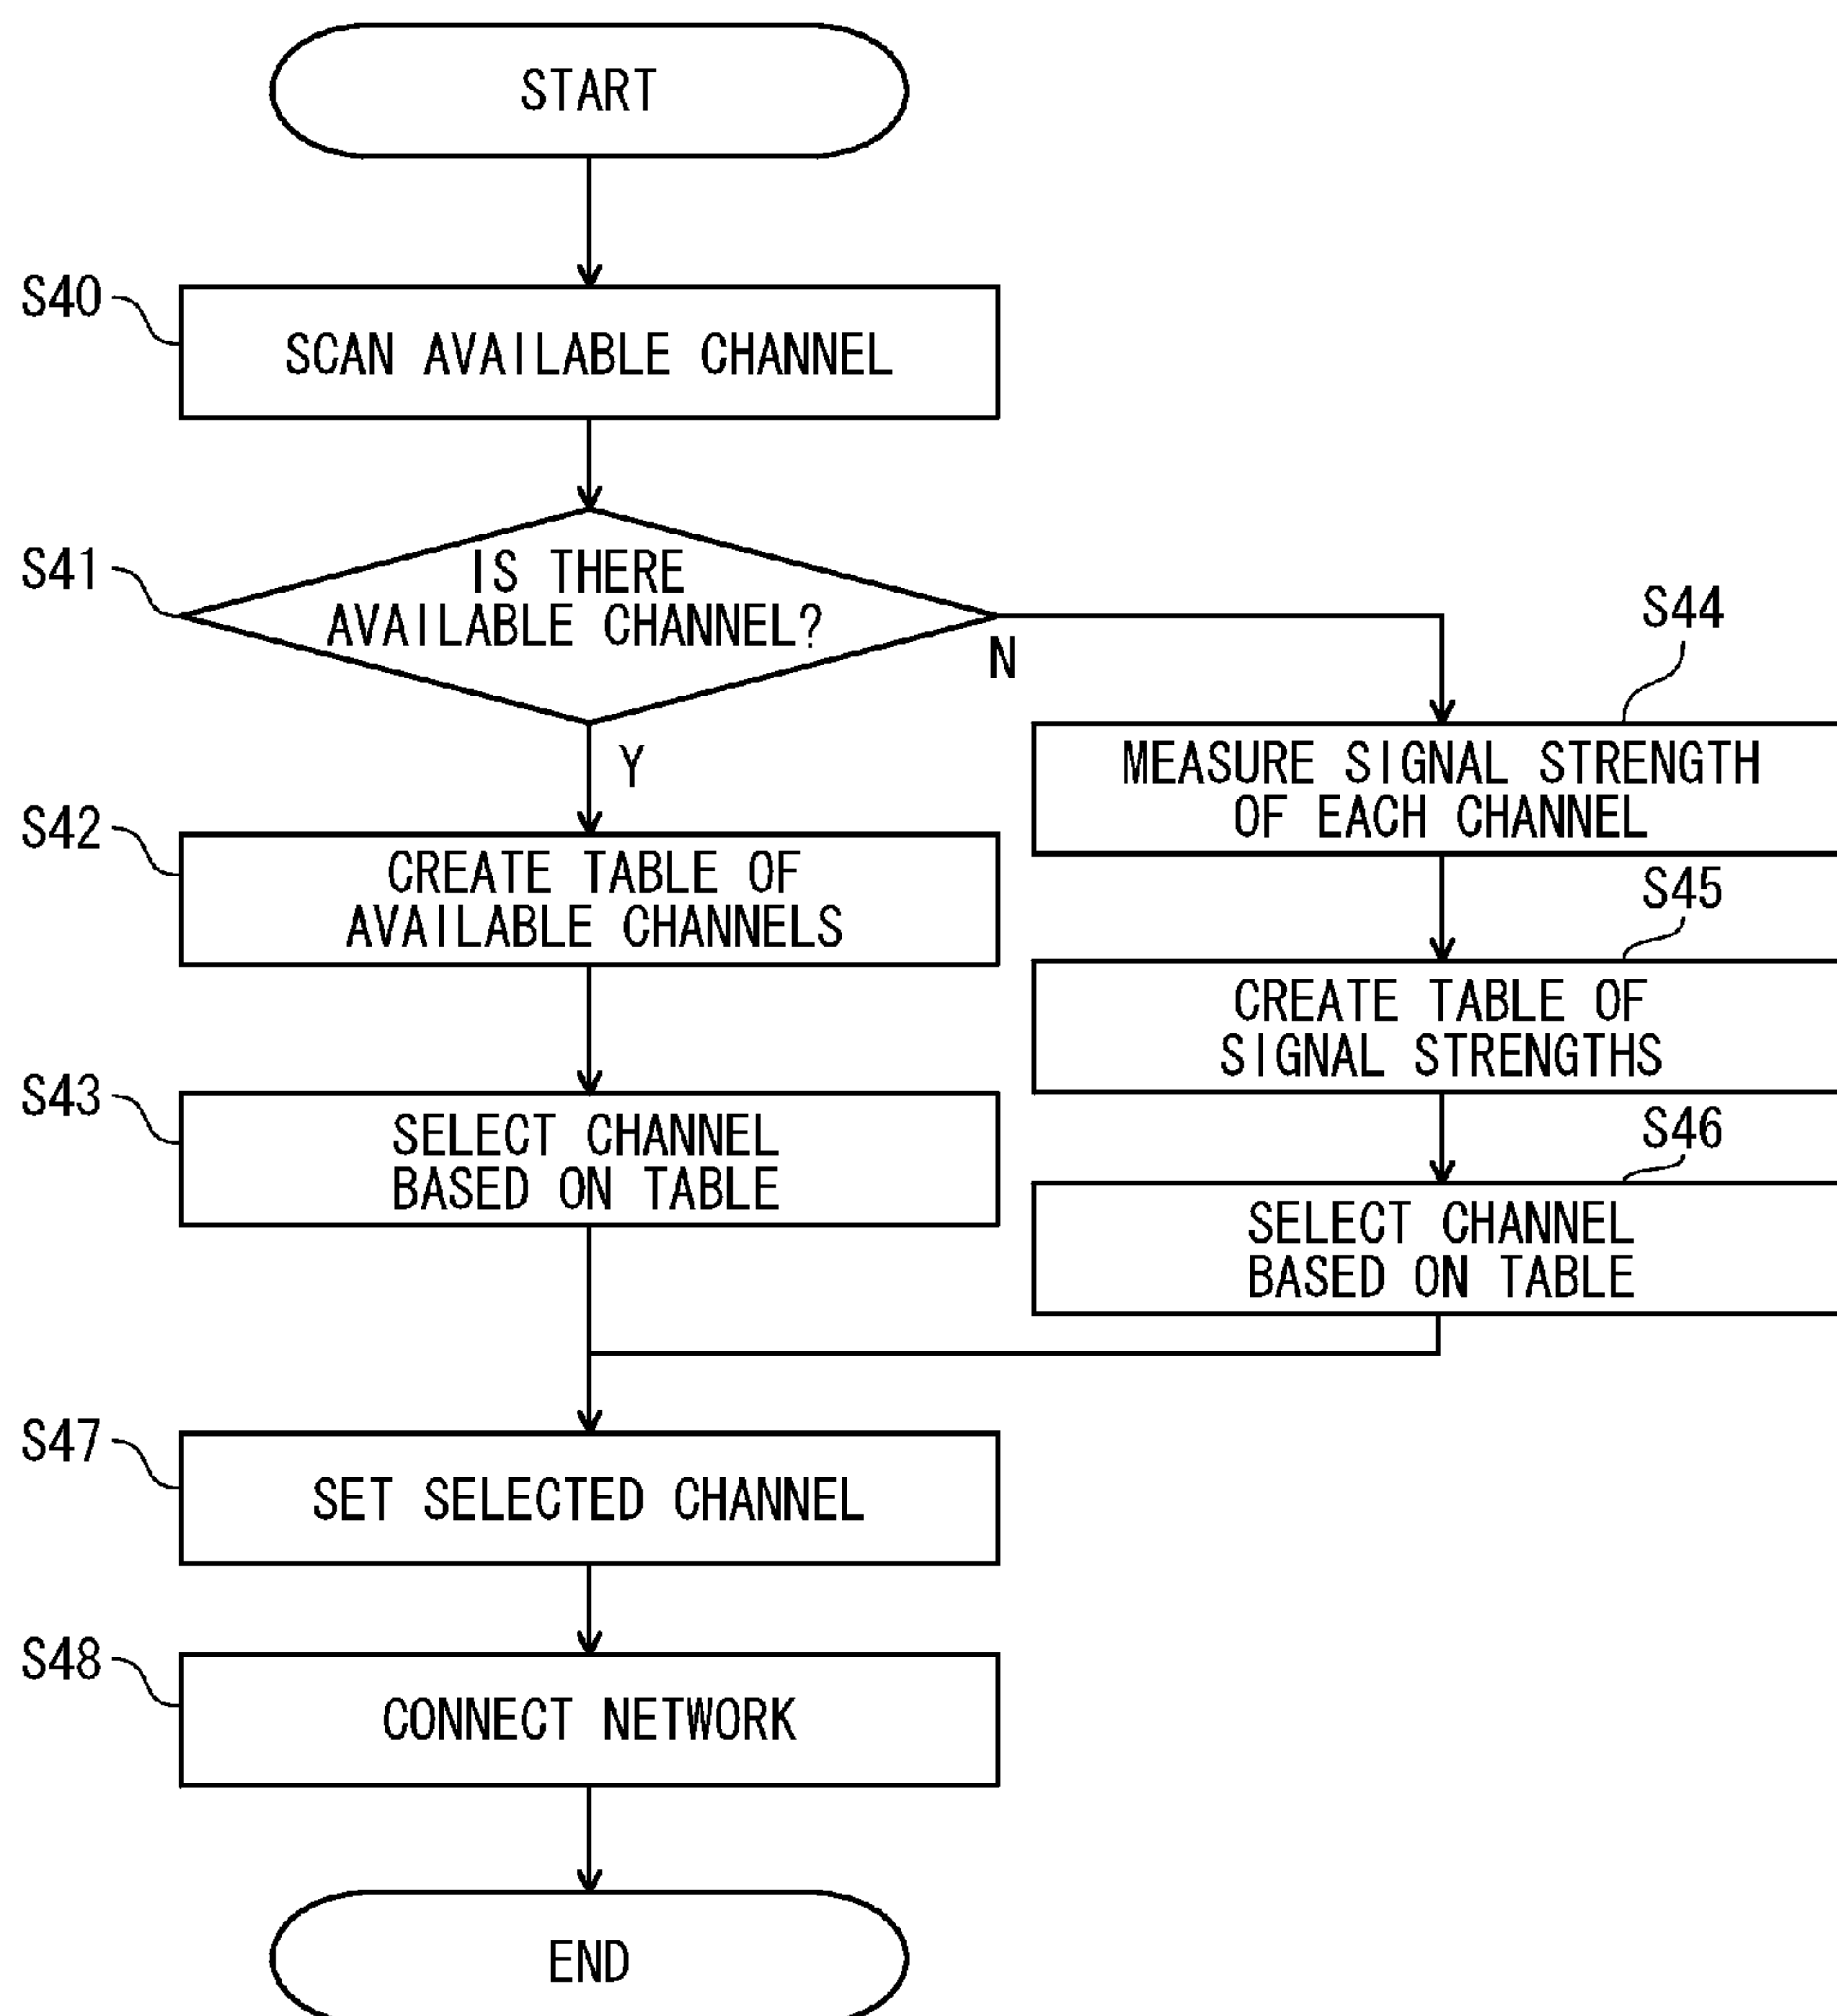 START
S40
SCAN AVAILABLE CHANNEL
S41
IS THERE
AVAILABLE CHANNEL?
N
Y
S42
CREATE TABLE OF
AVAILABLE CHANNELS
S43
SELECT CHANNEL
BASED ON TABLE
S44
MEASURE SIGNAL STRENGTH
OF EACH CHANNEL
S45
CREATE TABLE OF
SIGNAL STRENGTHS
S46
SELECT CHANNEL
BASED ON TABLE
S47
SET SELECTED CHANNEL
S48
CONNECT NETWORK
END